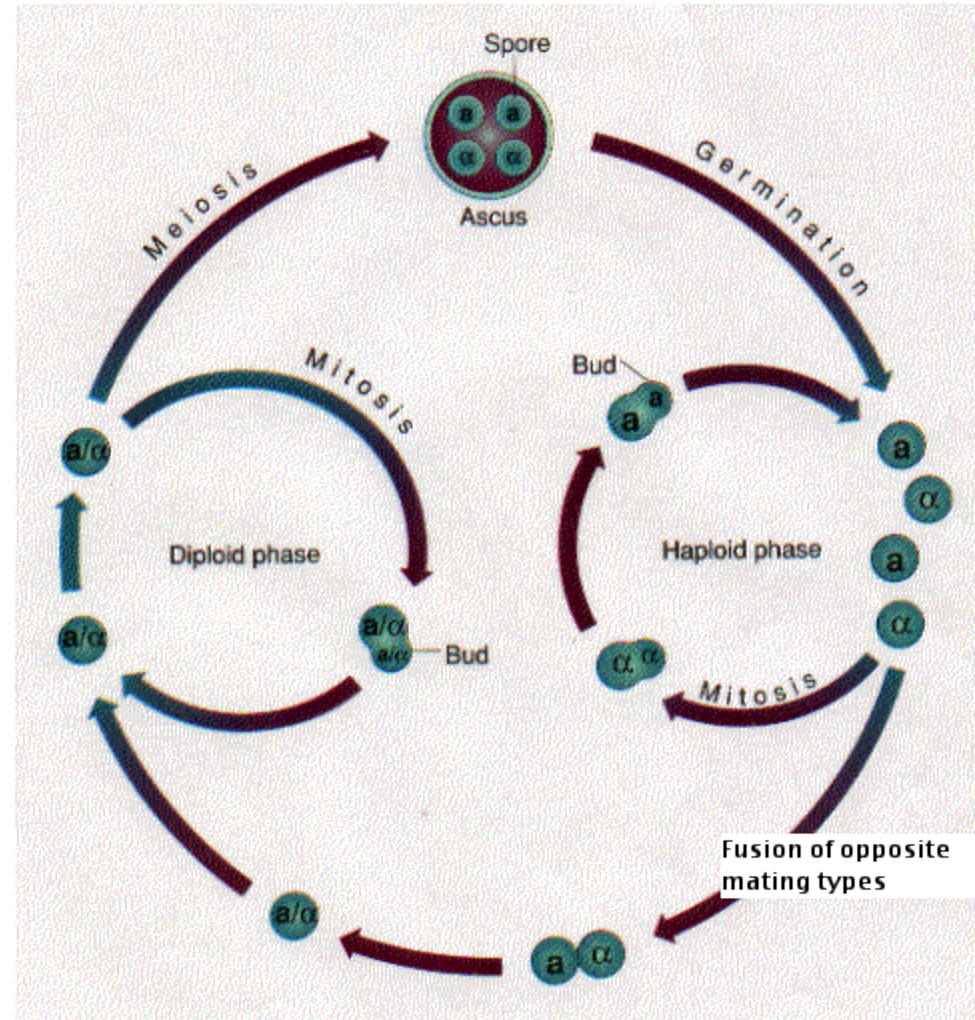 Spore
a a
α α
Ascus
Meiosis
Germination
Mitosis
Bud
a
a
a/α
a
α
Diploid phase
Haploid phase
a
a/α
a/α
a/α
Bud
α α
α
Mitosis
Fusion of opposite
mating types
a/α
a α